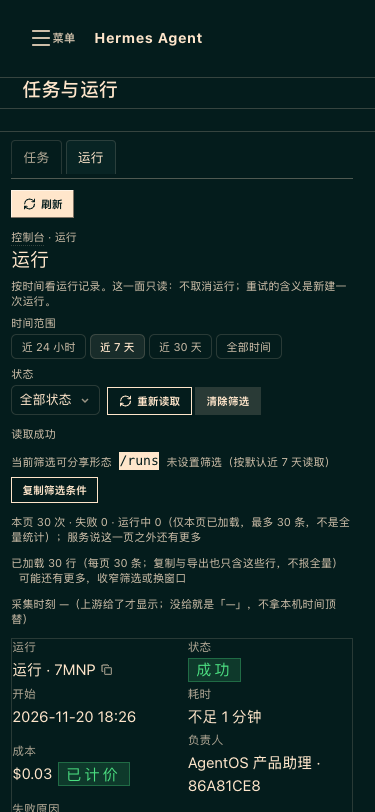 菜单 Hermes Agent
任务与运行
任务 运行
刷新
控制台 · 运行
运行
按时间看运行记录。这一面只读：不取消运行；重试的含义是新建一
次运行。
时间范围
近 24 小时 近 7 天 近 30 天 全部时间
状态
全部状态 重新读取 清除筛选
读取成功
当前筛选可分享形态 /runs 未设置筛选（按默认近 7 天读取）
复制筛选条件
本页 30 次 · 失败 0 · 运行中 0（仅本页已加载，最多 30 条，不是全
量统计）；服务说这一页之外还有更多
已加载 30 行（每页 30 条；复制与导出也只含这些行，不报全量）
可能还有更多，收窄筛选或换窗口
采集时刻 —（上游给了才显示；没给就是「—」，不拿本机时间顶
替）
运行
运行 · 7MNP
状态
成功
开始
2026-11-20 18:26
耗时
不足 1 分钟
成本
$0.03 已计价
负责人
AgentOS 产品助理 ·
86A81CE8
失败原因